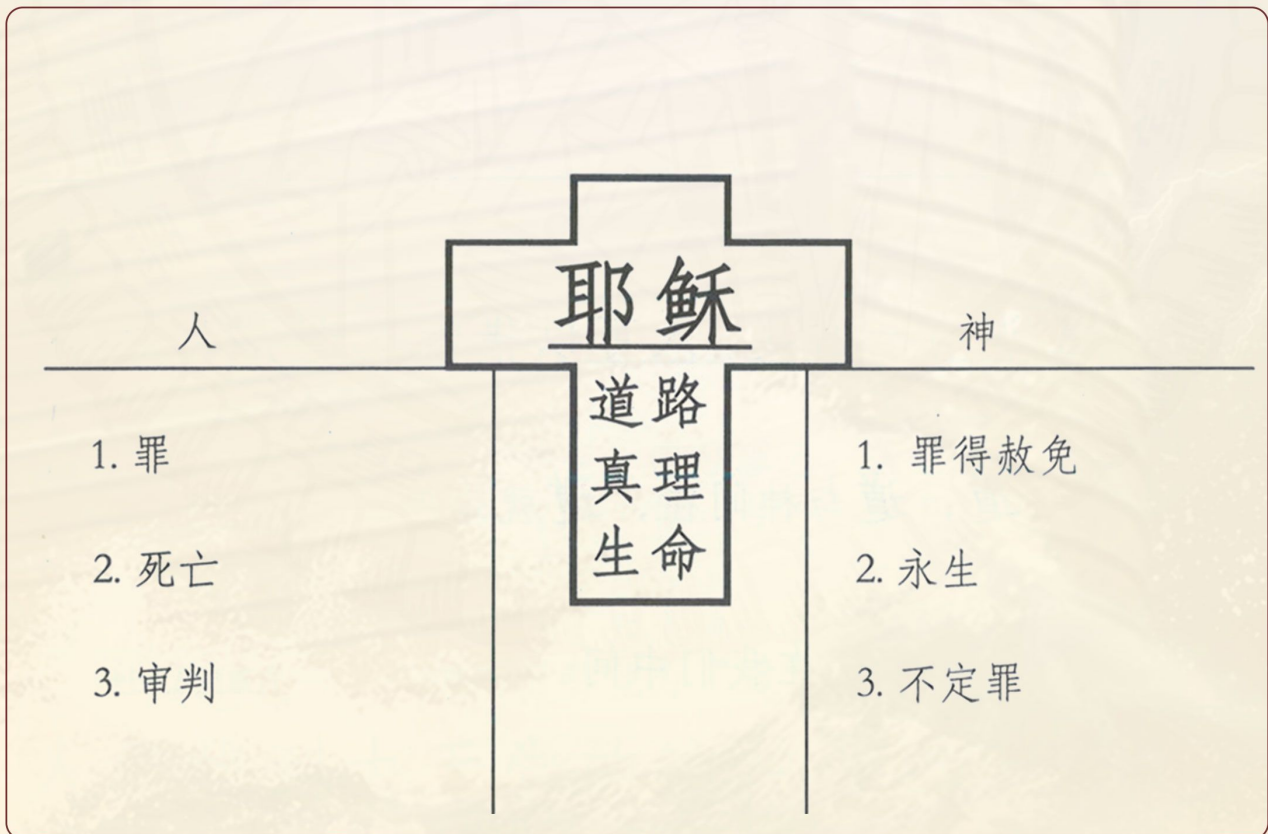 耶稣
人
神
道路
真理
生命
1. 罪
2. 死亡
3. 审判
1. 罪得赦免
2. 永生
3. 不定罪